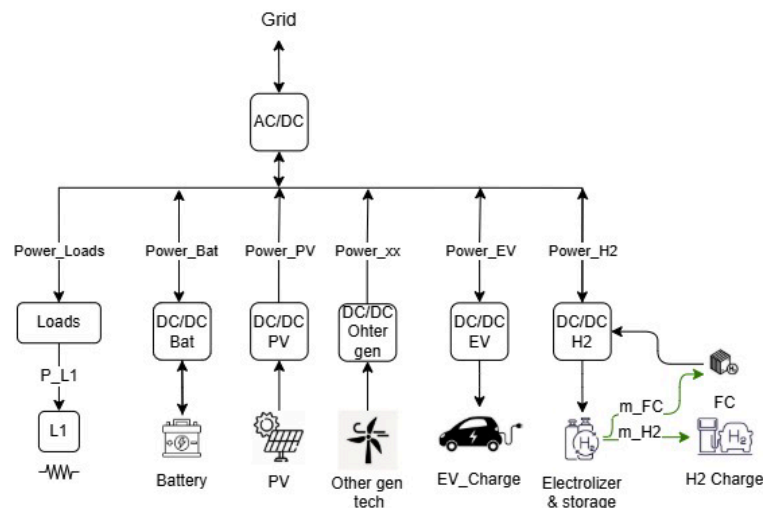 Grid
AC/DC
Power_Loads
Power_Bat
Power_PV
Power_xx
Power_EV
Power_H2
Loads
DC/DC
Bat
DC/DC
PV
DC/DC
Ohter
gen
DC/DC
EV
DC/DC
H2
P_L1
L1
m_FC
m_H2
FC
H2
Battery
PV
Other gen
tech
EV_Charge
Electrolizer
& storage
H2 Charge